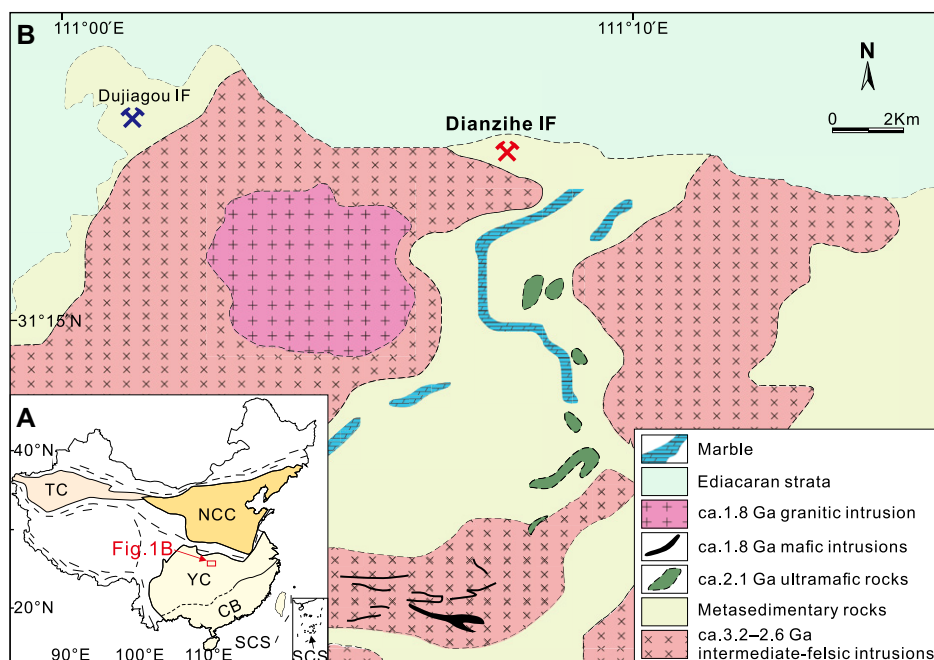 111°00′E
111°10′E
B
N
Dujiagou IF
Dianzihe IF
0 2Km
31°15′N
A
40°N
TC
NCC
Fig.1B
YC
CB
20°N
SCS
SCS
90°E 100°E 110°E
Marble
Ediacaran strata
ca.1.8 Ga granitic intrusion
ca.1.8 Ga mafic intrusions
ca.2.1 Ga ultramafic rocks
Metasedimentary rocks
ca.3.2–2.6 Ga
intermediate-felsic intrusions